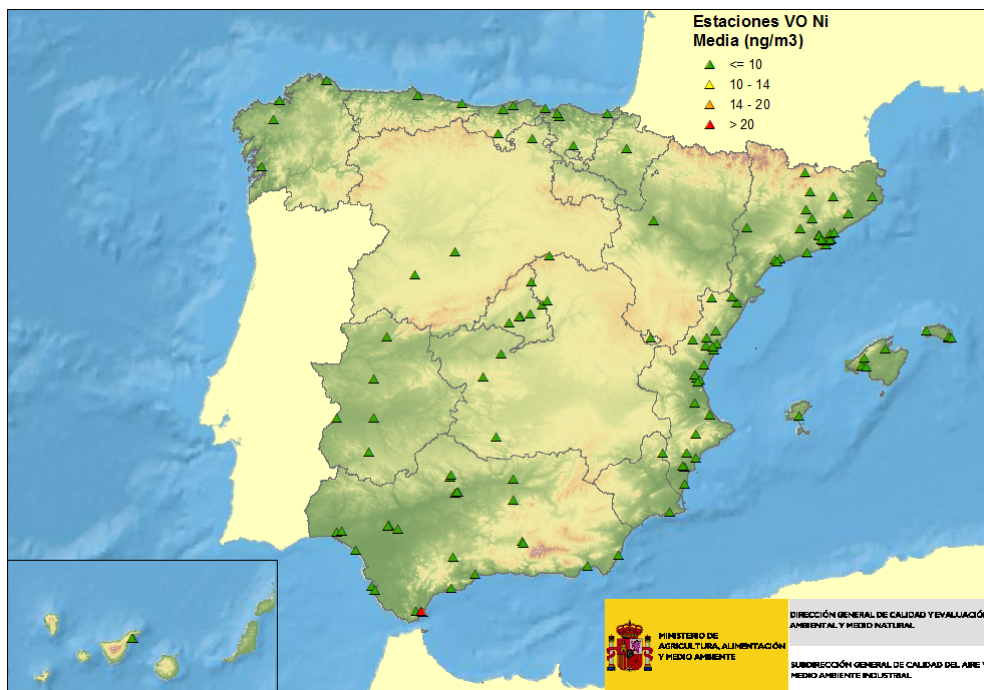 Estaciones VO Ni
Media (ng/m3)
<= 10
10 - 14
14 - 20
> 20
MINISTERIO DE
AGRICULTURA, ALIMENTACIÓN
Y MEDIO AMBIENTE
DIRECCIÓN GENERAL DE CALIDAD Y EVALUACIÓ
AMBIENTAL Y MEDIO NATURAL
SUBDIRECCIÓN GENERAL DE CALIDAD DEL AIRE Y
MEDIO AMBIENTE INDUSTRIAL